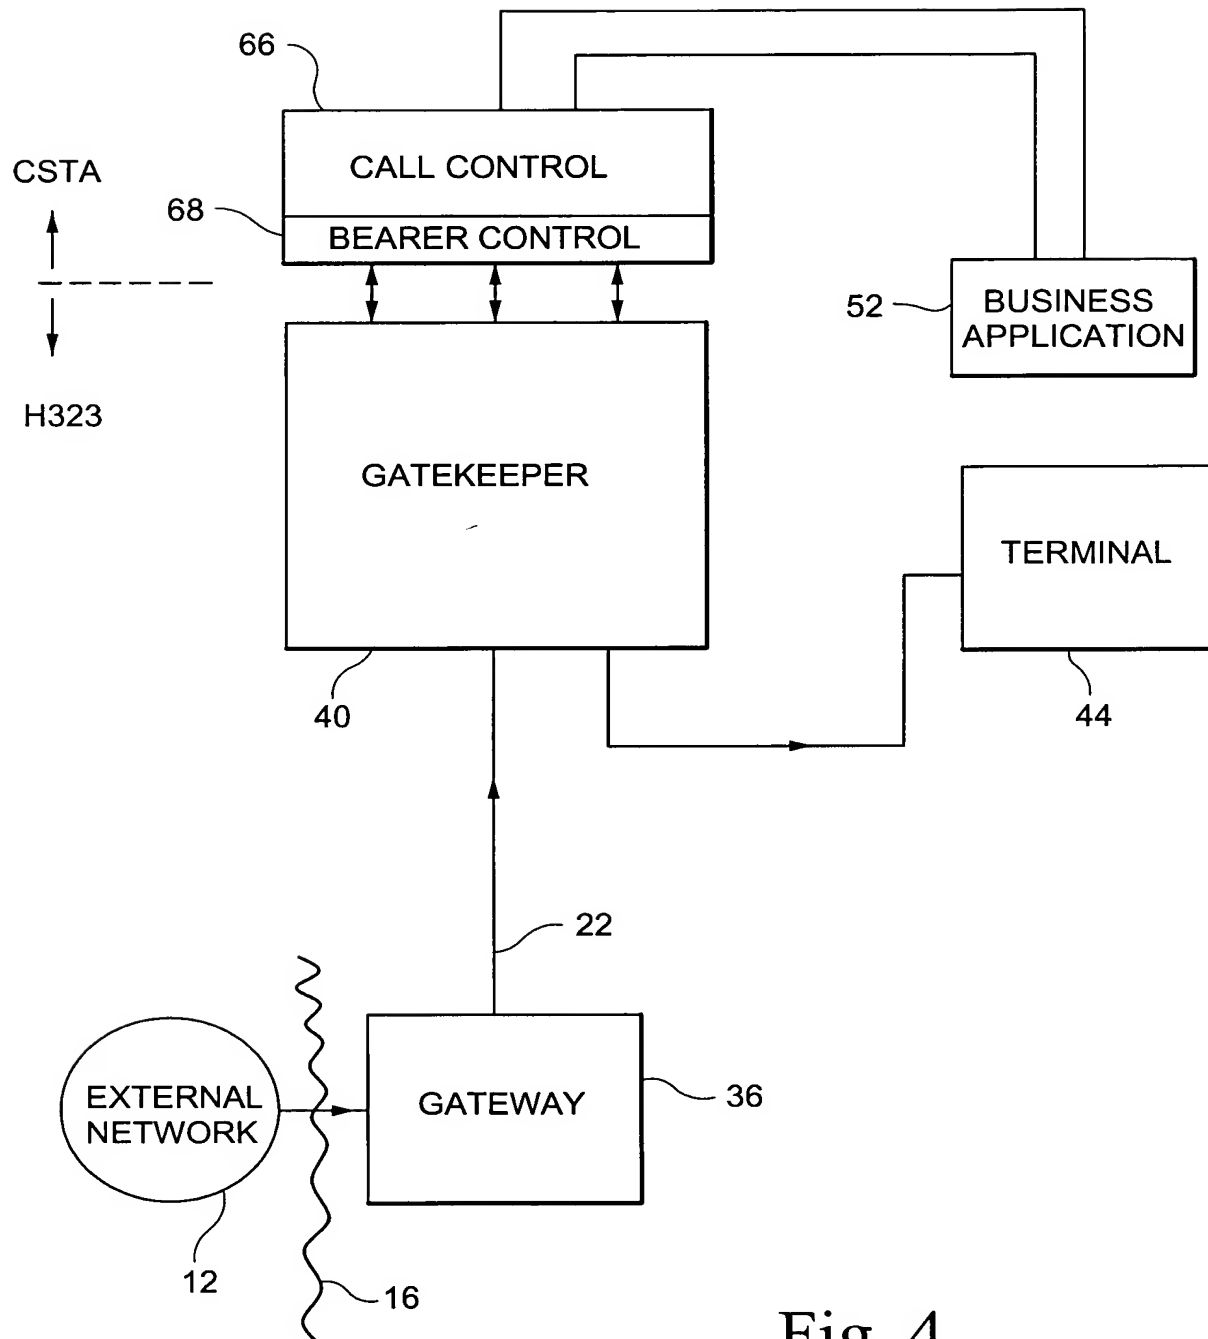 66
CALL CONTROL
CSTA
68
BEARER CONTROL
52
BUSINESS
APPLICATION
H323
GATEKEEPER
TERMINAL
40
44
22
EXTERNAL
NETWORK
GATEWAY
36
12
16
Fig. 4